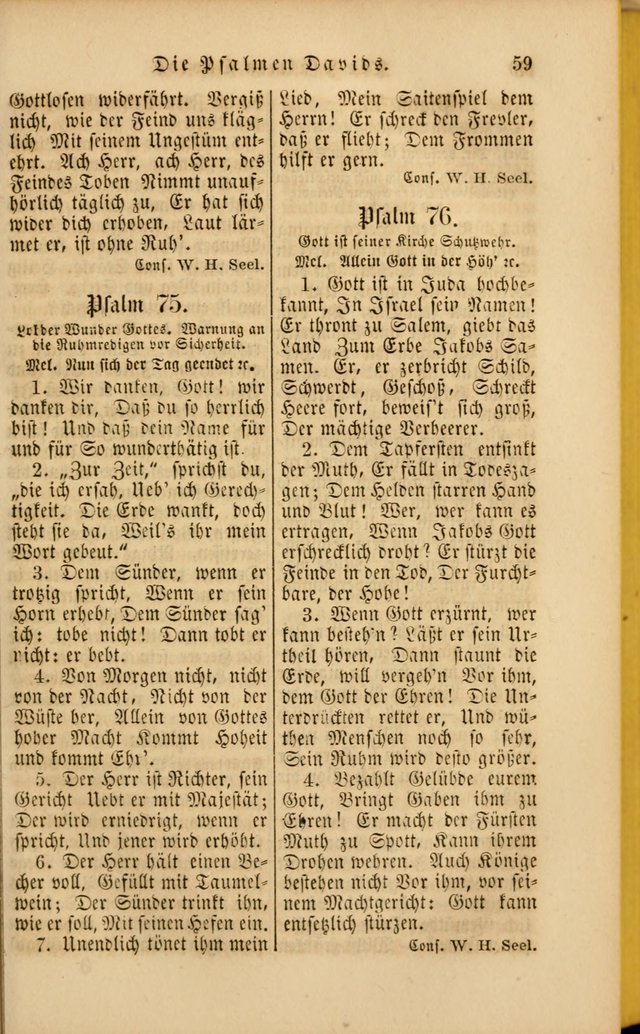 Die Psalmen Davids. 59
Gottlosen widerfährt. Vergiß
nicht, wie der Feind uns kläg-
lich Mit seinem Ungestüm ent-
ehrt. Ach Herr, ach Herr, des
Feindes Toben Nimmt unauf-
hörlich täglich zu, Er hat sich
wider dich erhoben, Laut lär-
met er, ist ohne Ruh'.
Cons. W. H. Seel.
Psalm 75.
Lobber Wunder Gottes. Warnung an
die Ruhmredigen vor Sicherheit.
Mel. Nun sich der Tag geendet ꝛc.
1. Wir danken, Gott! wir
danken dir, Daß du so herrlich
bist! Und daß dein Name für
und für So wunderthätig ist.
2. „Zur Zeit,“ sprichst du,
„die ich ersah, Ueb' ich Gerech-
tigkeit. Die Erde wankt, doch
steht sie da, Weil's ihr mein
Wort gebeut.“
3. Dem Sünder, wenn er
trotzig spricht, Wenn er sein
Horn erhebt, Dem Sünder sag'
ich: tobe nicht! Dann tobt er
nicht: er bebt.
4. Von Morgen nicht, nicht
von der Nacht, Nicht von der
Wüste her, Allein von Gottes
hoher Macht Kommt Hoheit
und kommt Ehr'.
5. Der Herr ist Richter, sein
Gericht Uebt er mit Majestät;
Der wird erniedrigt, wenn er
spricht, Und jener wird erhöht.
6. Der Herr hält einen Be-
cher voll, Gefüllt mit Taumel-
wein; Der Sünder trinkt ihn,
wie er soll, Mit seinen Hefen ein.
7. Unendlich tönet ihm mein
Lied, Mein Saitenspiel dem
Herrn! Er schreck den Frevler,
daß er flieht; Dem Frommen
hilft er gern.
Cons. W. H. Seel.
Psalm 76.
Gott ist seiner Kirche Schutzwehr.
Mel. Allein Gott in der Höh' ꝛc.
1. Gott ist in Juda hochbe-
kannt, In Israel sein Namen!
Er thront zu Salem, giebt das
Land Zum Erbe Jakobs Sa-
men. Er, er zerbricht Schild,
Schwerdt, Geschoß, Schreckt
Heere fort, beweis't sich groß,
Der mächtige Verheerer.
2. Dem Tapfersten entsinkt
der Muth, Er fällt in Todesza-
gen; Dem Helden starren Hand
und Blut! Wer, wer kann es
ertragen, Wenn Jakobs Gott
erschrecklich droht? Er stürzt die
Feinde in den Tod, Der Furcht-
bare, der Hohe!
3. Wenn Gott erzürnt, wer
kann besteh'n? Läßt er sein Ur-
theil hören, Dann staunt die
Erde, will vergeh'n Vor ihm,
dem Gott der Ehren! Die Un-
terdrückten rettet er, Und wü-
then Menschen noch so sehr,
Sein Ruhm wird desto größer.
4. Bezahlt Gelübde eurem
Gott, Bringt Gaben ihm zu
Ehren! Er macht der Fürsten
Muth zu Spott, Kann ihrem
Drohen wehren. Auch Könige
bestehen nicht Vor ihm, vor sei-
nem Machtgericht: Gott kann
entsetzlich stürzen.
Cons. W. H. Seel.